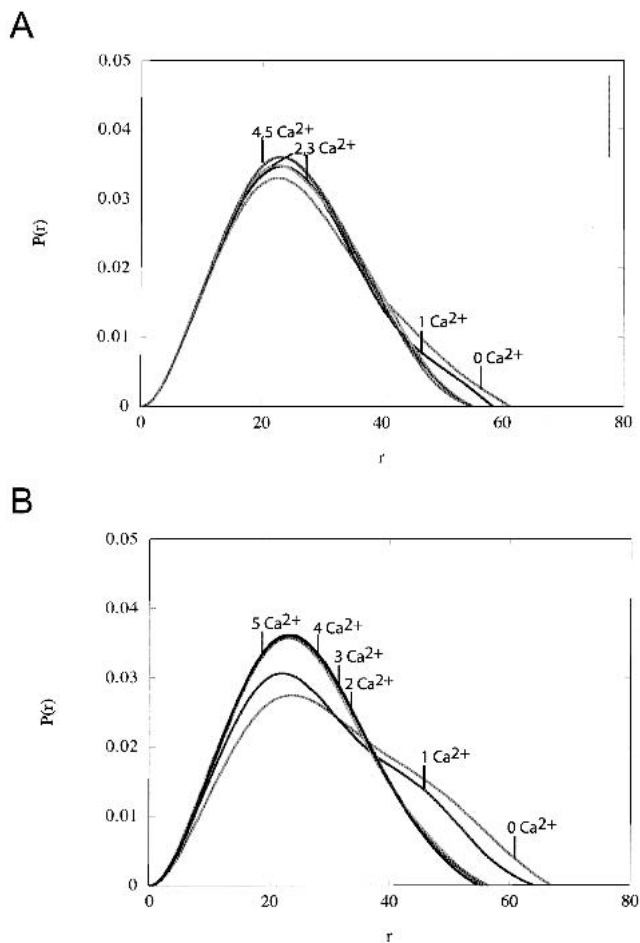 A
0.05
0.04
4,5 Ca2+
2,3 Ca2+
0.03
P(r)
0.02
1 Ca2+
0.01
0 Ca2+
0
0 20 40 60 80
r
B
0.05
0.04
5 Ca2+ 4 Ca2+
3 Ca2+
0.03
2 Ca2+
P(r)
0.02
1 Ca2+
0.01
0 Ca2+
0
0 20 40 60 80
r